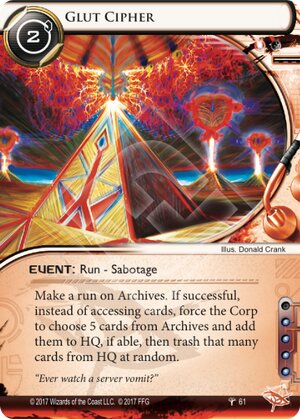 GLUT CIPHER
2
Illus. Donald Crank
EVENT: Run - Sabotage
Make a run on Archives. If successful,
instead of accessing cards, force the Corp
to choose 5 cards from Archives and add
them to HQ, if able, then trash that many
cards from HQ at random.
“Ever watch a server vomit?”
© 2017 Wizards of the Coast LLC. © 2017 FFG
61